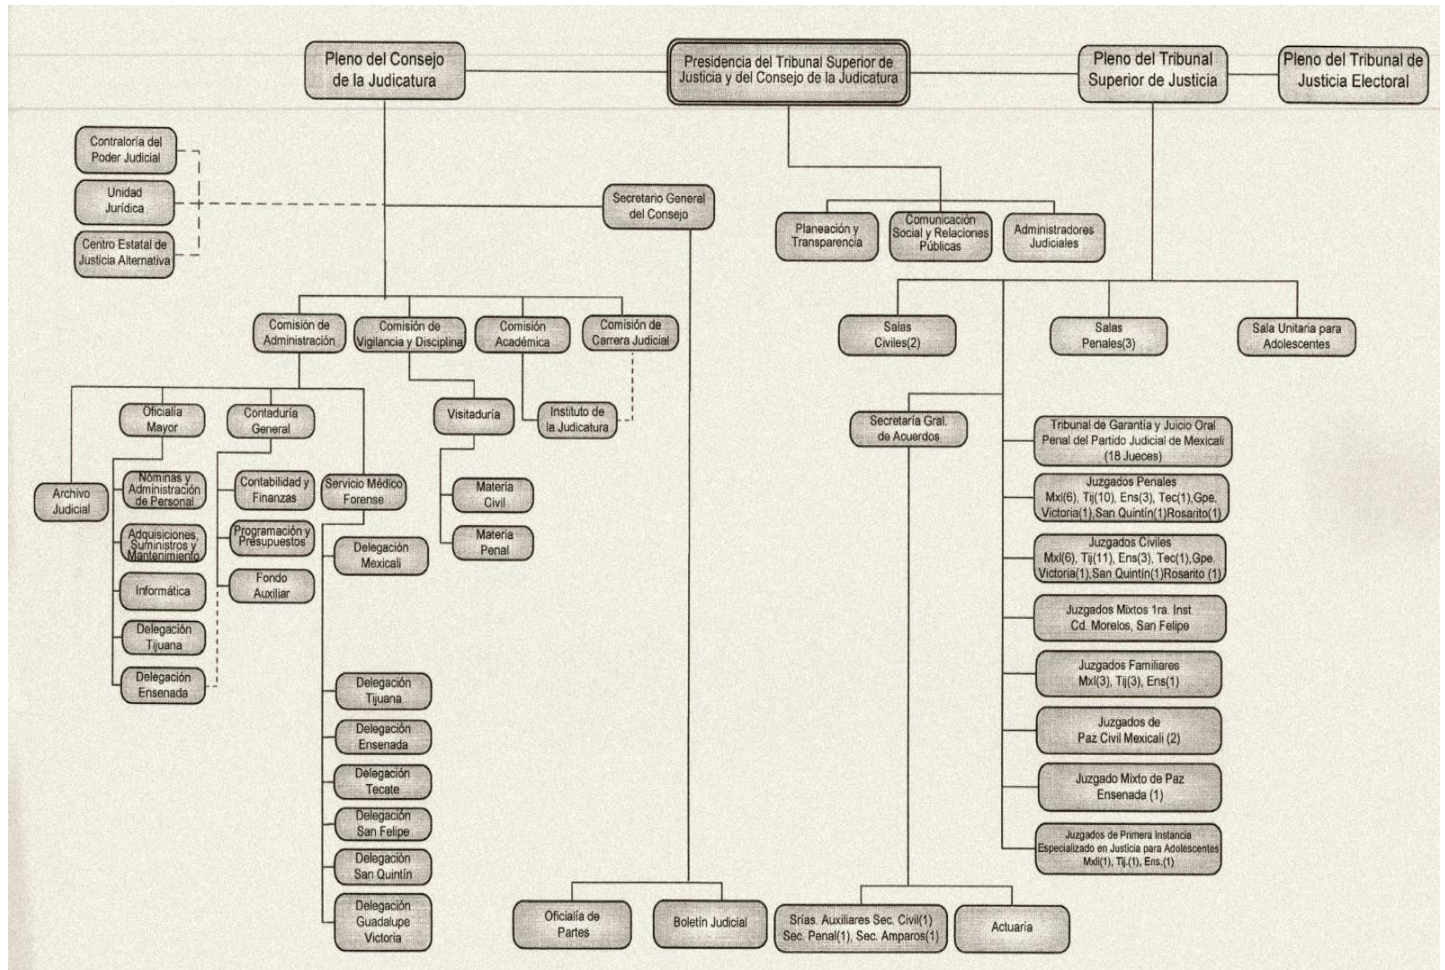 Pleno del Consejo
de la Judicatura
Presidencia del Tribunal Superior de
Justicia y del Consejo de la Judicatura
Pleno del Tribunal
Superior de Justicia
Pleno del Tribunal de
Justicia Electoral
Contraloría del
Poder Judicial
Unidad
Jurídica
Centro Estatal de
Justicia Alternativa
Secretario General
del Consejo
Planeación y
Transparencia
Comunicación
Social y Relaciones
Públicas
Administradores
Judiciales
Comisión de
Administración
Comisión de
Vigilancia y Disciplina
Comisión
Académica
Comisión de
Carrera Judicial
Salas
Civiles(2)
Salas
Penales(3)
Sala Unitaria para
Adolescentes
Oficialía
Mayor
Contaduría
General
Visitaduría
Instituto de
la Judicatura
Secretaría Gral.
de Acuerdos
Archivo
Judicial
Nóminas y
Administración
de Personal
Adquisiciones,
Suministros y
Mantenimiento
Informática
Delegación
Tijuana
Delegación
Ensenada
Contabilidad y
Finanzas
Programación y
Presupuestos
Fondo
Auxiliar
Servicio Médico
Forense
Delegación
Mexicali
Delegación
Tijuana
Delegación
Ensenada
Delegación
Tecate
Delegación
San Felipe
Delegación
San Quintín
Delegación
Guadalupe
Victoria
Materia
Civil
Materia
Penal
Tribunal de Garantía y Juicio Oral
Penal del Partido Judicial de Mexicali
(18 Jueces)
Juzgados Penales
Mxl(6), Tij(10), Ens(3), Tec(1),Gpe.
Victoria(1),San Quintín(1)Rosarito(1)
Juzgados Civiles
Mxl(6), Tij(11), Ens(3), Tec(1),Gpe.
Victoria(1),San Quintín(1)Rosarito (1)
Juzgados Mixtos 1ra. Inst.
Cd. Morelos, San Felipe
Juzgados Familiares
Mxl(3), Tij(3), Ens(1)
Juzgados de
Paz Civil Mexicali (2)
Juzgado Mixto de Paz
Ensenada (1)
Juzgados de Primera Instancia
Especializado en Justicia para Adolescentes
Mxli(1), Tij.(1), Ens.(1)
Oficialía de
Partes
Boletín Judicial
Srías. Auxiliares Sec. Civil(1)
Sec. Penal(1), Sec. Amparos(1)
Actuaría